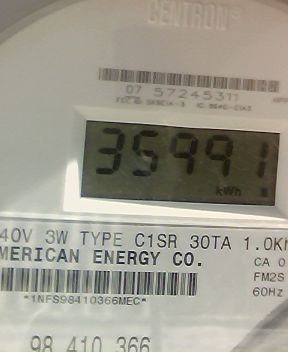 CENTRON®
07 57245311
35991
kWh
40V 3W TYPE C1SR 30TA 1.0Kh
MERICAN ENERGY CO.
CA 0
FM2S
60Hz
*1NFS98410366MEC*
98 410 366